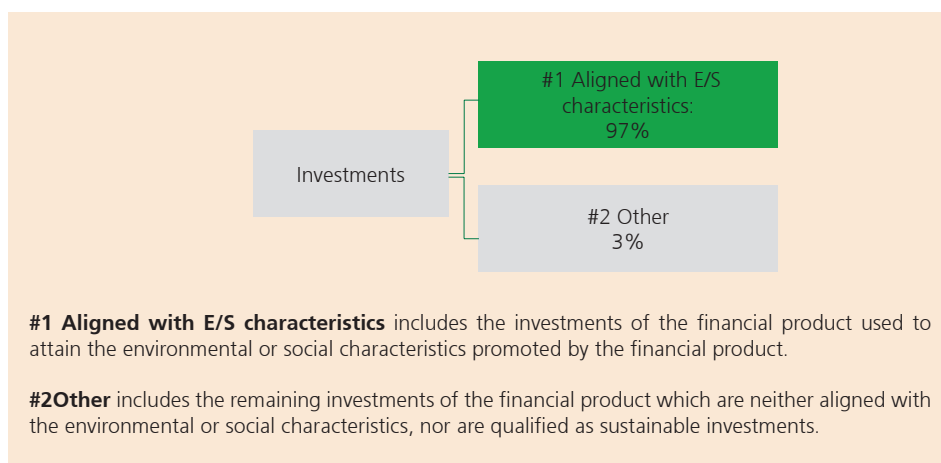 #1 Aligned with E/S
characteristics:
97%
Investments
#2 Other
3%
#1 Aligned with E/S characteristics includes the investments of the financial product used to
attain the environmental or social characteristics promoted by the financial product.
#2Other includes the remaining investments of the financial product which are neither aligned with
the environmental or social characteristics, nor are qualified as sustainable investments.